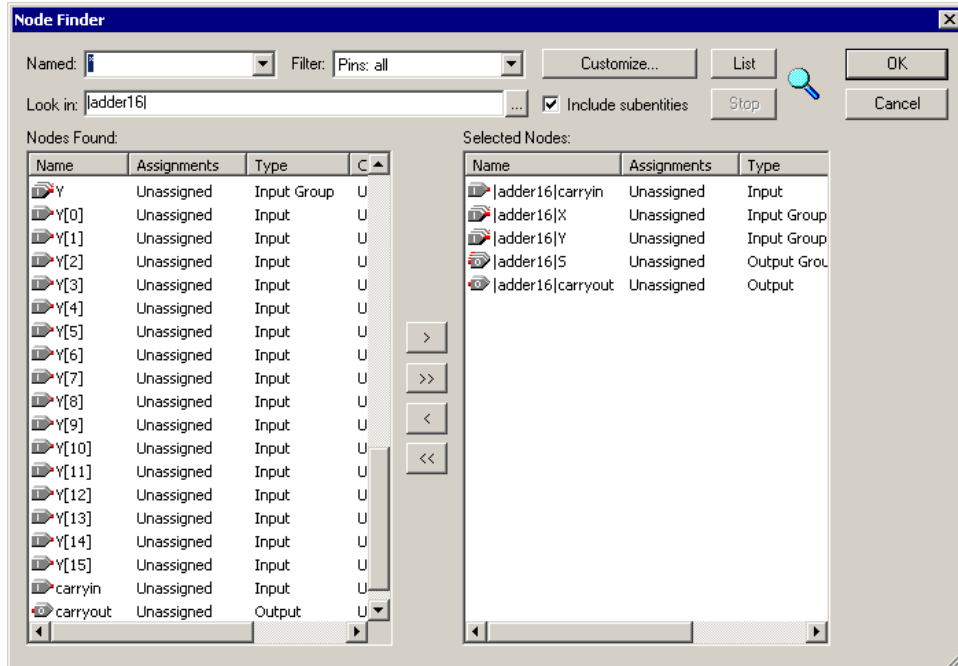 Node Finder
Named: * Filter: Pins: all Customize... List OK
Look in: |adder16| ... Include subentities Stop Cancel
Nodes Found: Selected Nodes:
Name Assignments Type C Name Assignments Type
Y Unassigned Input Group U |adder16|carryin Unassigned Input
Y[0] Unassigned Input U |adder16|X Unassigned Input Group
Y[1] Unassigned Input U |adder16|Y Unassigned Input Group
Y[2] Unassigned Input U |adder16|S Unassigned Output Grou
Y[3] Unassigned Input U |adder16|carryout Unassigned Output
Y[4] Unassigned Input U
Y[5] Unassigned Input U
Y[6] Unassigned Input U
>
Y[7] Unassigned Input U
>>
Y[8] Unassigned Input U
Y[9] Unassigned Input U
<
Y[10] Unassigned Input U
<<
Y[11] Unassigned Input U
Y[12] Unassigned Input U
Y[13] Unassigned Input U
Y[14] Unassigned Input U
Y[15] Unassigned Input U
carryin Unassigned Input U
carryout Unassigned Output U